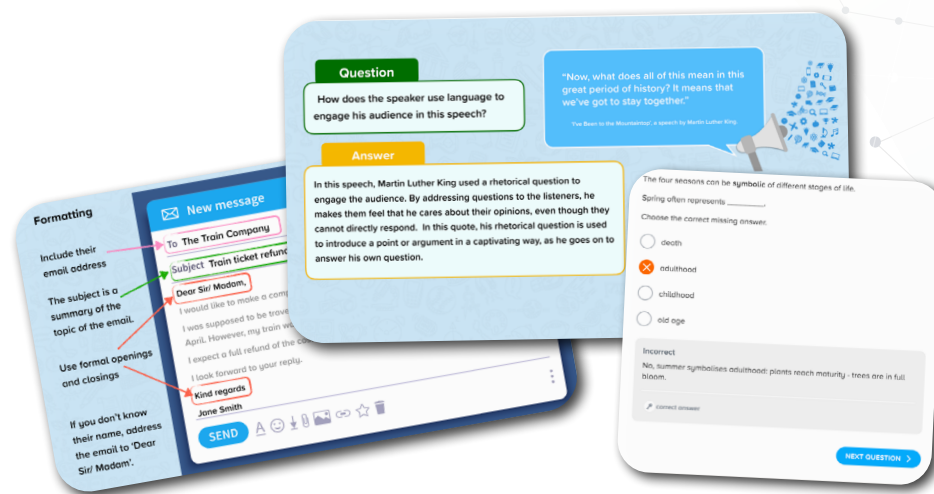 Formatting
Include their
email address
The subject is a
summary of the
topic of the email.
Use formal openings
and closings
If you don't know
their name, address
the email to 'Dear
Sir/ Madam'.
New message
To The Train Company
Subject Train ticket refund
Dear Sir/ Madam,
I would like to make a
I was supposed to be
April. However, my train
I expect a full refund of the
I look forward to your reply.
Kind regards
Jane Smith
SEND
Question
How does the speaker use language to
engage his audience in this speech?
"Now, what does all of this mean in this
great period of history? It means that
we've got to stay together."
'I've Been to the Mountaintop', a speech by Martin Luther King
Answer
In this speech, Martin Luther King used a rhetorical question to
engage the audience. By addressing questions to the listeners, he
makes them feel that he cares about their opinions, even though they
cannot directly respond. In this quote, his rhetorical question is used
to introduce a point or argument in a captivating way, as he goes on to
answer his own question.
The four seasons can be symbolic of different stages of life.
Spring often represents ________.
Choose the correct missing answer.
death
adulthood
childhood
old age
Incorrect
No, summer symbolises adulthood: plants reach maturity - trees are in full
bloom.
correct answer
NEXT QUESTION